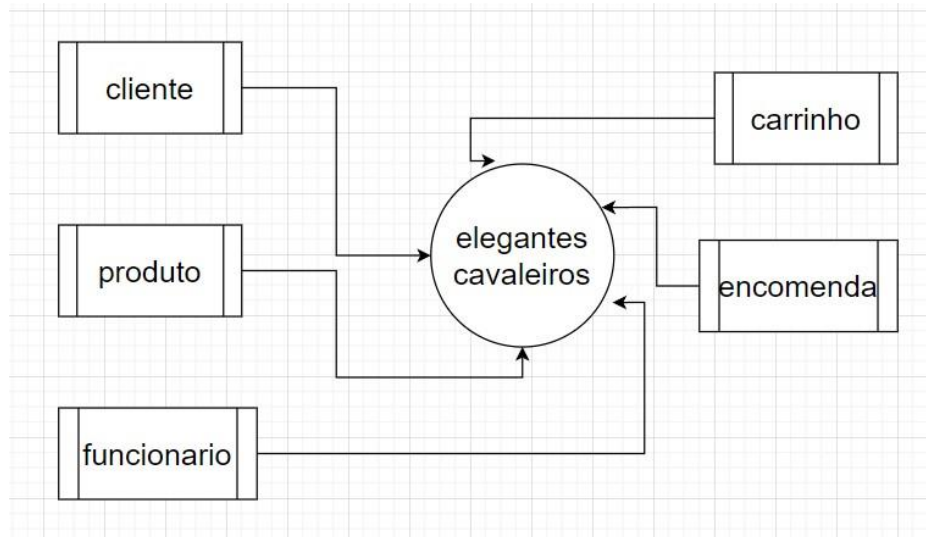 cliente
produto
funcionario
elegantes
cavaleiros
carrinho
encomenda